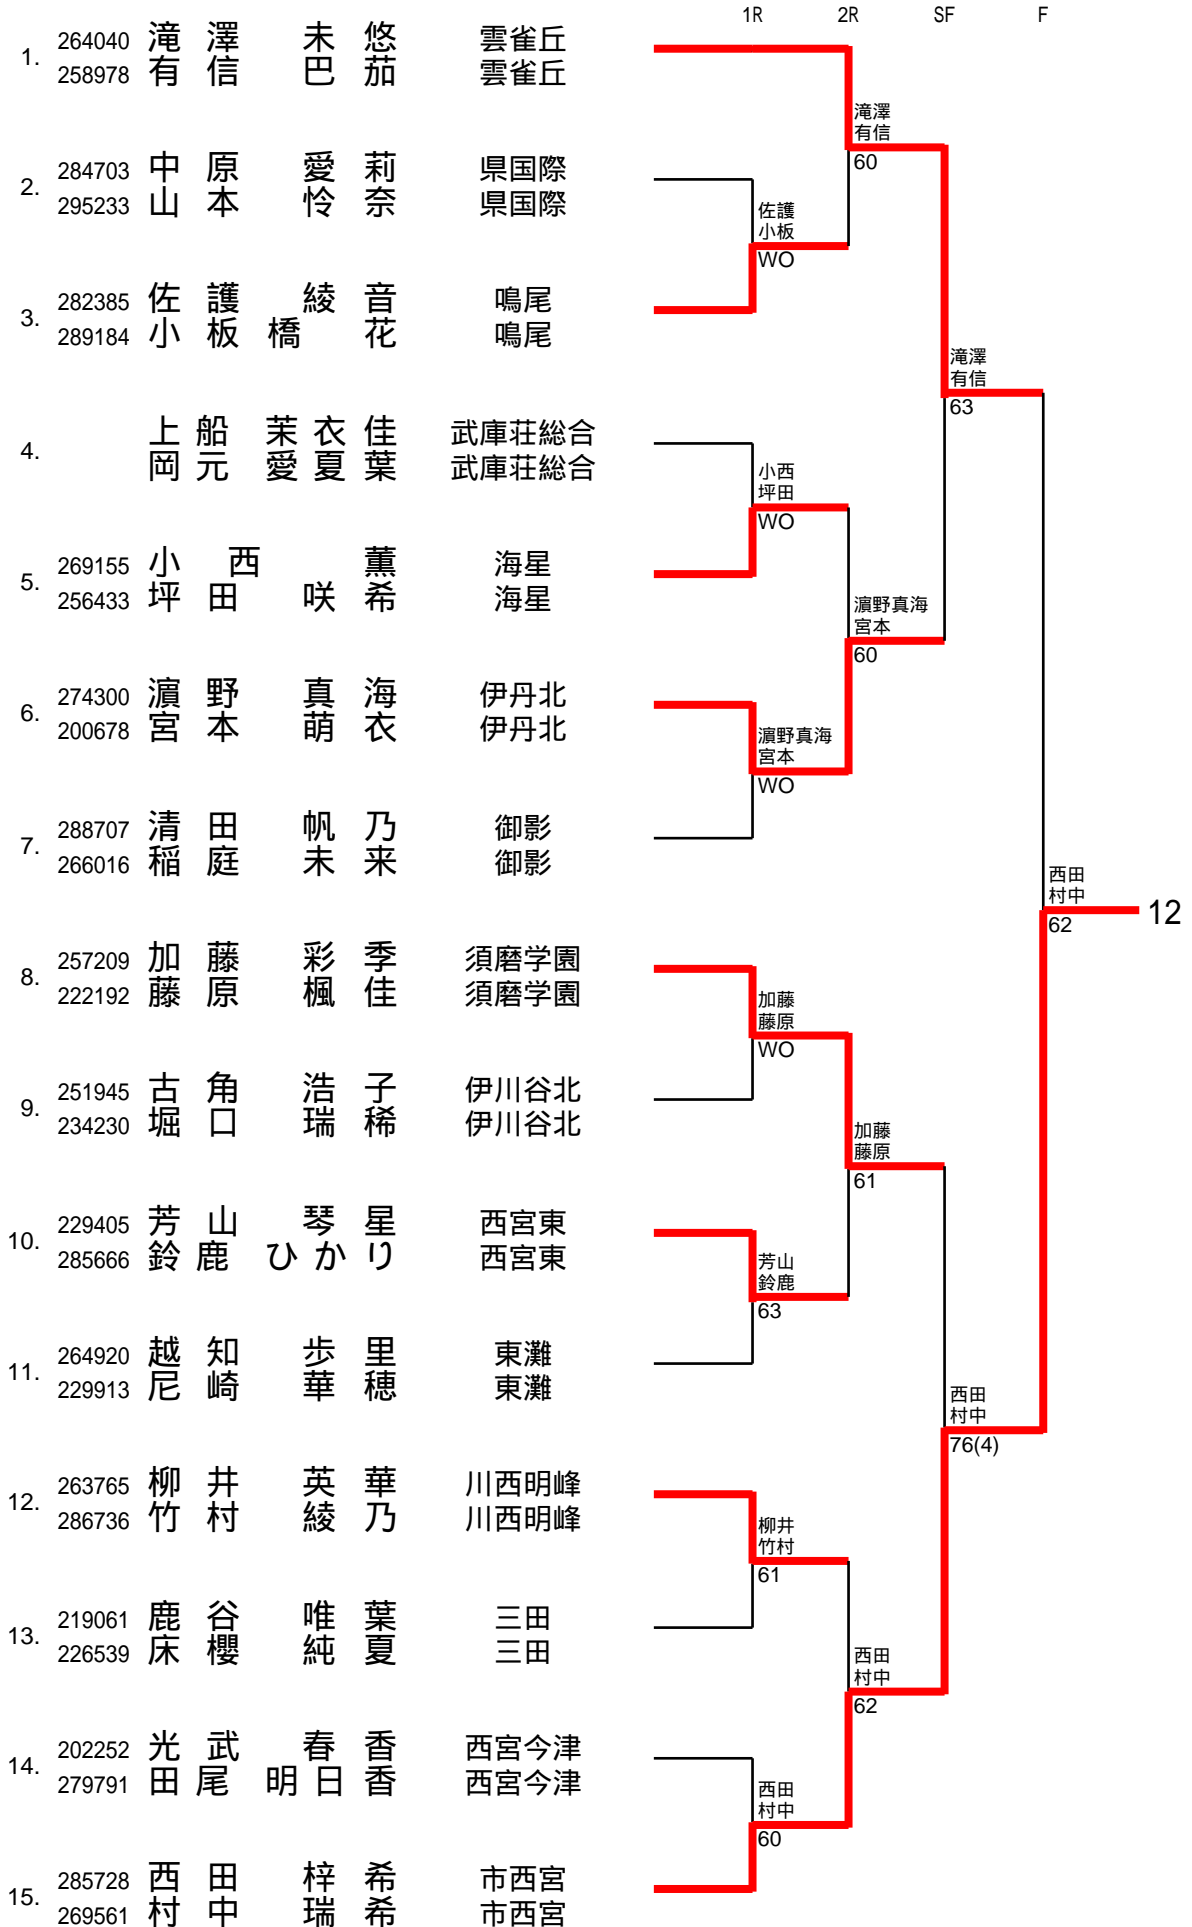 1R 2R SF F
1. 264040 滝澤 未悠 雲雀丘
258978 有信 巴茄 雲雀丘
滝澤
有信
60
2. 284703 中原 愛莉 県国際
295233 山本 怜奈 県国際
佐護
小板
WO
3. 282385 佐護 綾音 鳴尾
289184 小板橋 花 鳴尾
滝澤
有信
63
4. 上船 茉衣佳 武庫荘総合
岡元 愛夏葉 武庫荘総合
小西
坪田
WO
5. 269155 小西 薫 海星
256433 坪田 咲希 海星
濵野真海
宮本
60
6. 274300 濵野 真海 伊丹北
200678 宮本 萌衣 伊丹北
濵野真海
宮本
WO
7. 288707 清田 帆乃 御影
266016 稲庭 未来 御影
西田
村中
62
12
8. 257209 加藤 彩季 須磨学園
222192 藤原 楓佳 須磨学園
加藤
藤原
WO
9. 251945 古角 浩子 伊川谷北
234230 堀口 瑞稀 伊川谷北
加藤
藤原
61
10. 229405 芳山 琴星 西宮東
285666 鈴鹿 ひかり 西宮東
芳山
鈴鹿
63
11. 264920 越知 歩里 東灘
229913 尼崎 華穂 東灘
西田
村中
76(4)
12. 263765 柳井 英華 川西明峰
286736 竹村 綾乃 川西明峰
柳井
竹村
61
13. 219061 鹿谷 唯葉 三田
226539 床櫻 純夏 三田
西田
村中
62
14. 202252 光武 春香 西宮今津
279791 田尾 明日香 西宮今津
西田
村中
60
15. 285728 西田 梓希 市西宮
269561 村中 瑞希 市西宮